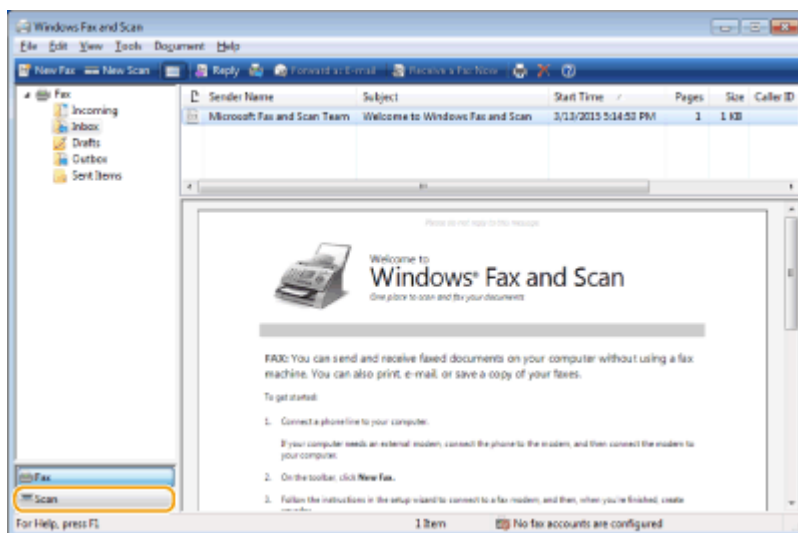 Windows Fax and Scan
File Edit View Tools Document Help
New Fax New Scan Reply Forward as E-mail Receive a Fax Now
Fax
Incoming
Inbox
Drafts
Outbox
Sent Items
Sender Name Subject Start Time Pages Size Caller ID
Microsoft Fax and Scan Team Welcome to Windows Fax and Scan 3/13/2015 5:14:53 PM 1 1 KB
Please do not reply to this message
Welcome to
Windows® Fax and Scan
One place to scan and fax your documents
FAX: You can send and receive faxed documents on your computer without using a fax
machine. You can also print, e-mail, or save a copy of your faxes.
To get started:
1. Connect a phone line to your computer.
If your computer needs an external modem, connect the phone to the modem, and then connect the modem to
your computer.
2. On the toolbar, click New Fax.
3. Follow the instructions in the setup wizard to connect to a fax modem, and then, when you're finished, create
Fax
Scan
For Help, press F1
1 Item
No fax accounts are configured